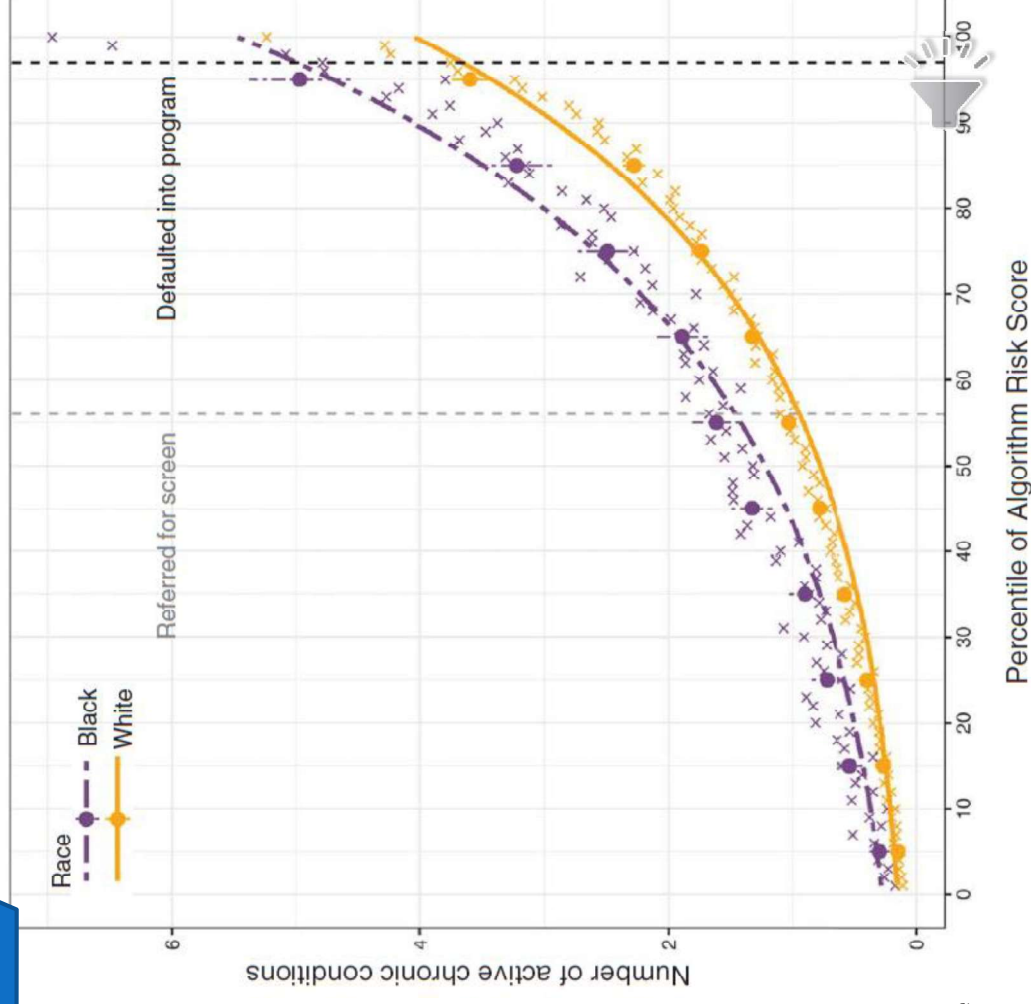 Race
Black
White
Referred for screen
Defaulted into program
Number of active chronic conditions
6
4
2
0
0 10 20 30 40 50 60 70 80 90 100
Percentile of Algorithm Risk Score